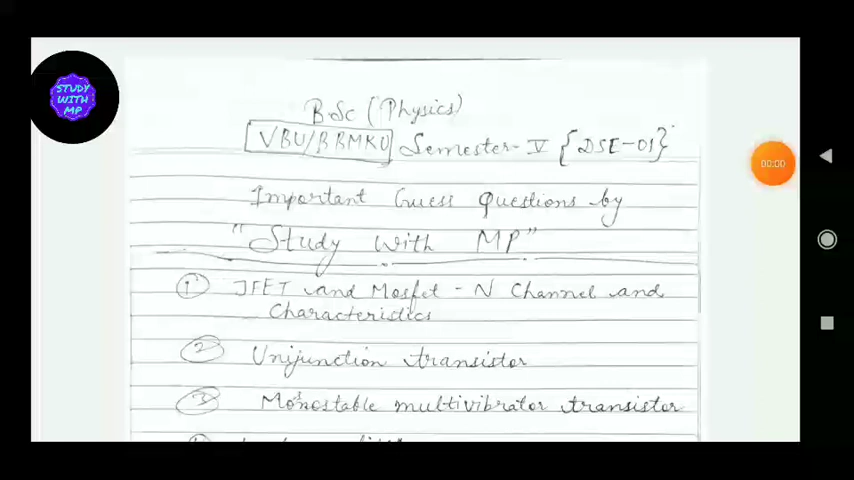 STUDY
WITH
MP
BSc (Physics)
VBU/BBMKU Semester-V {DSE-01}
Important Guess Questions by
"Study with MP"
00:00
1 JFET and Mosfet - N Channel and
Characteristics
2 Unijunction transistor
3 Monostable multivibrator transistor